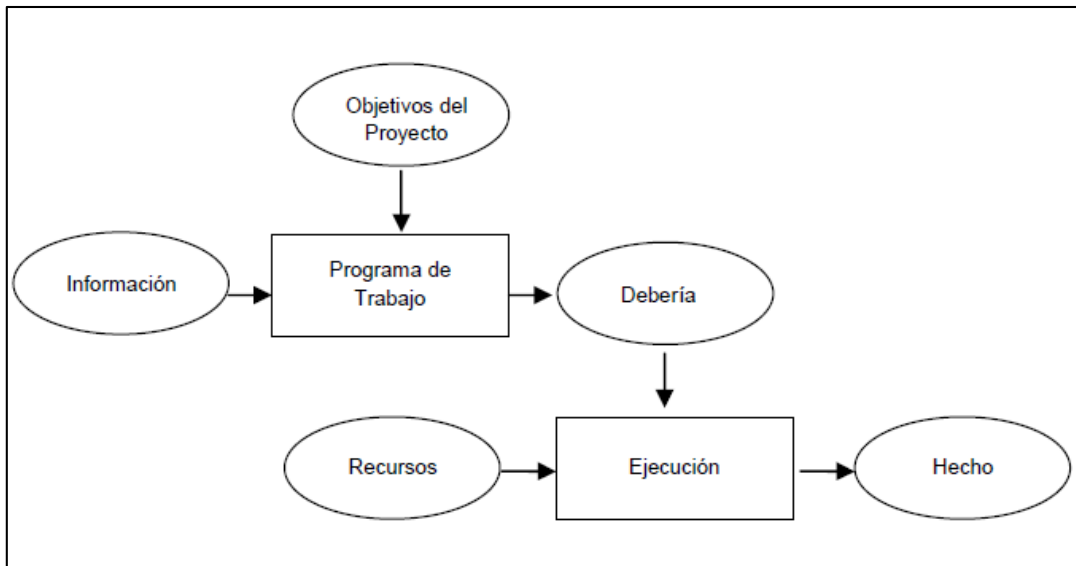 Objetivos del
Proyecto
Información
Programa de
Trabajo
Debería
Recursos
Ejecución
Hecho